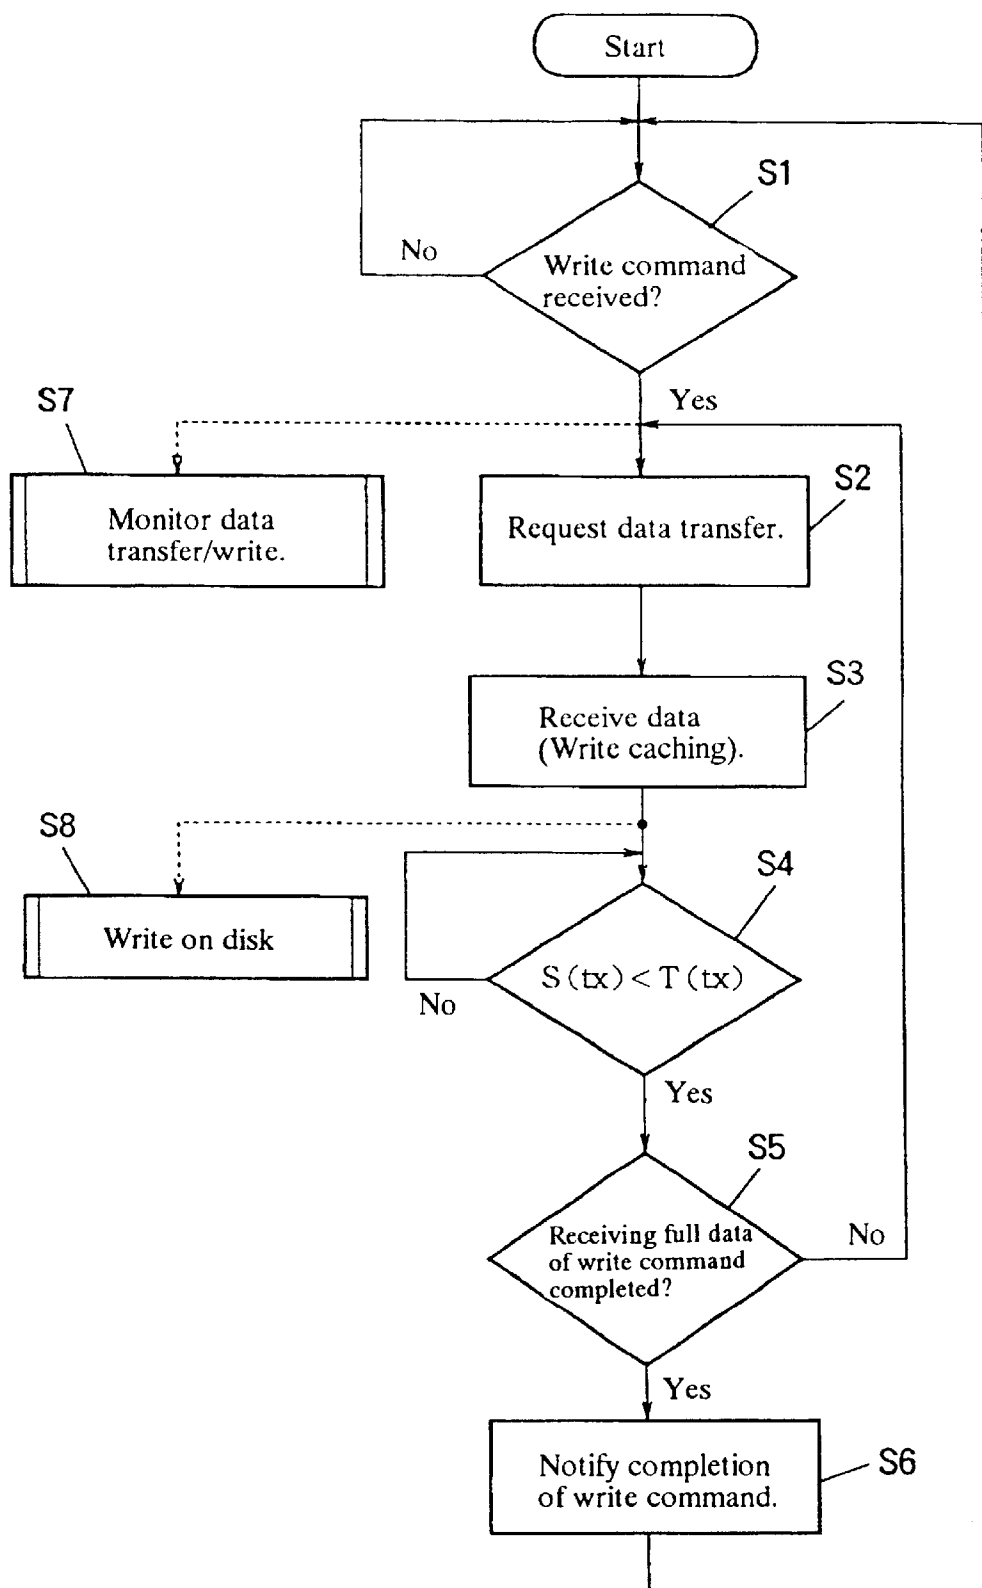 Start
S1
No
Write command
received?
Yes
S7
S2
Monitor data
transfer/write.
Request data transfer.
S3
Receive data
(Write caching).
S8
S4
Write on disk
S (tx) < T (tx)
No
Yes
S5
Receiving full data
of write command
completed?
No
Yes
S6
Notify completion
of write command.